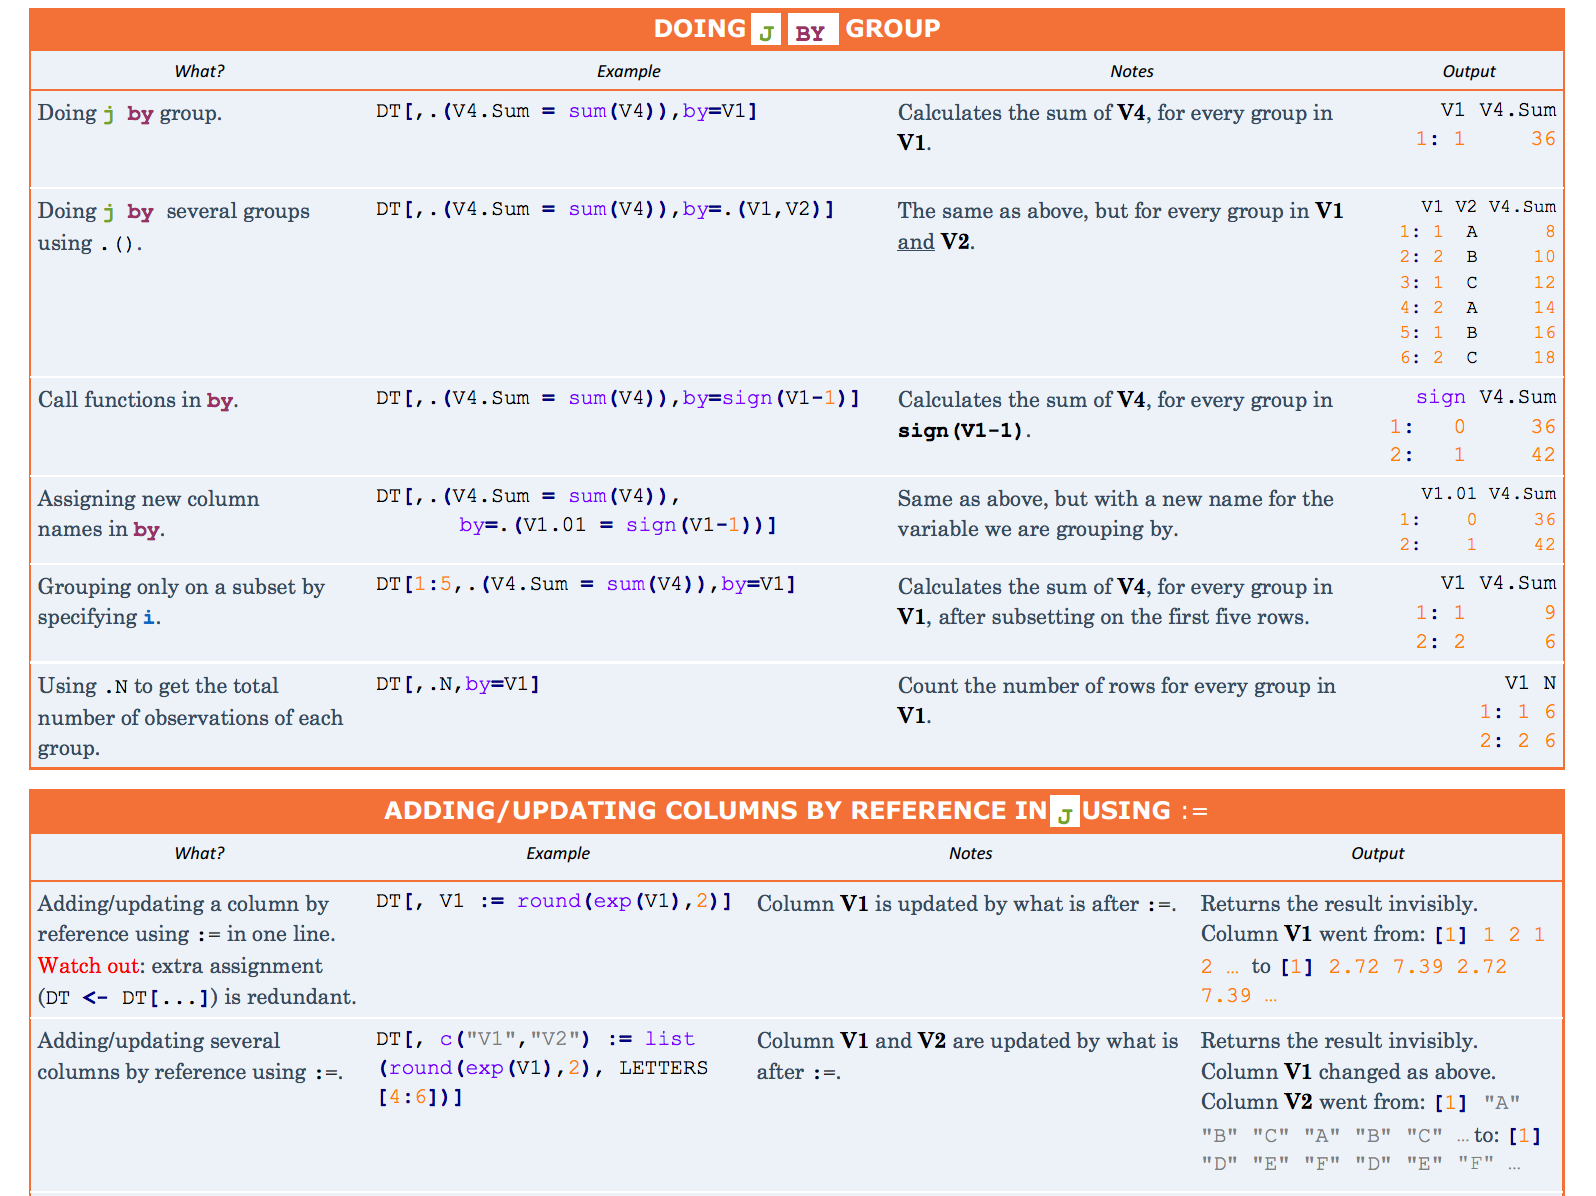 DOING J BY GROUP
What? Example Notes Output
Doing j by group.
DT[,.(V4.Sum = sum(V4)),by=V1]
Calculates the sum of V4, for every group in
V1.
V1 V4.Sum
1: 1 36
Doing j by several groups
using .().
DT[,.(V4.Sum = sum(V4)),by=.(V1,V2)]
The same as above, but for every group in V1
and V2.
V1 V2 V4.Sum
1: 1 A 8
2: 2 B 10
3: 1 C 12
4: 2 A 14
5: 1 B 16
6: 2 C 18
Call functions in by.
DT[,.(V4.Sum = sum(V4)),by=sign(V1-1)]
Calculates the sum of V4, for every group in
sign(V1-1).
sign V4.Sum
1: 0 36
2: 1 42
Assigning new column
names in by.
DT[,.(V4.Sum = sum(V4)),
by=.(V1.01 = sign(V1-1))]
Same as above, but with a new name for the
variable we are grouping by.
V1.01 V4.Sum
1: 0 36
2: 1 42
Grouping only on a subset by
specifying i.
DT[1:5,.(V4.Sum = sum(V4)),by=V1]
Calculates the sum of V4, for every group in
V1, after subsetting on the first five rows.
V1 V4.Sum
1: 1 9
2: 2 6
Using .N to get the total
number of observations of each
group.
DT[,.N,by=V1]
Count the number of rows for every group in
V1.
V1 N
1: 1 6
2: 2 6
ADDING/UPDATING COLUMNS BY REFERENCE IN J USING :=
What? Example Notes Output
Adding/updating a column by
reference using := in one line.
Watch out: extra assignment
(DT <- DT[...]) is redundant.
DT[, V1 := round(exp(V1),2)]
Column V1 is updated by what is after :=.
Returns the result invisibly.
Column V1 went from: [1] 1 2 1
2 … to [1] 2.72 7.39 2.72
7.39 …
Adding/updating several
columns by reference using :=.
DT[, c("V1","V2") := list
(round(exp(V1),2), LETTERS
[4:6])]
Column V1 and V2 are updated by what is
after :=.
Returns the result invisibly.
Column V1 changed as above.
Column V2 went from: [1] "A"
"B" "C" "A" "B" "C" … to: [1]
"D" "E" "F" "D" "E" "F" …